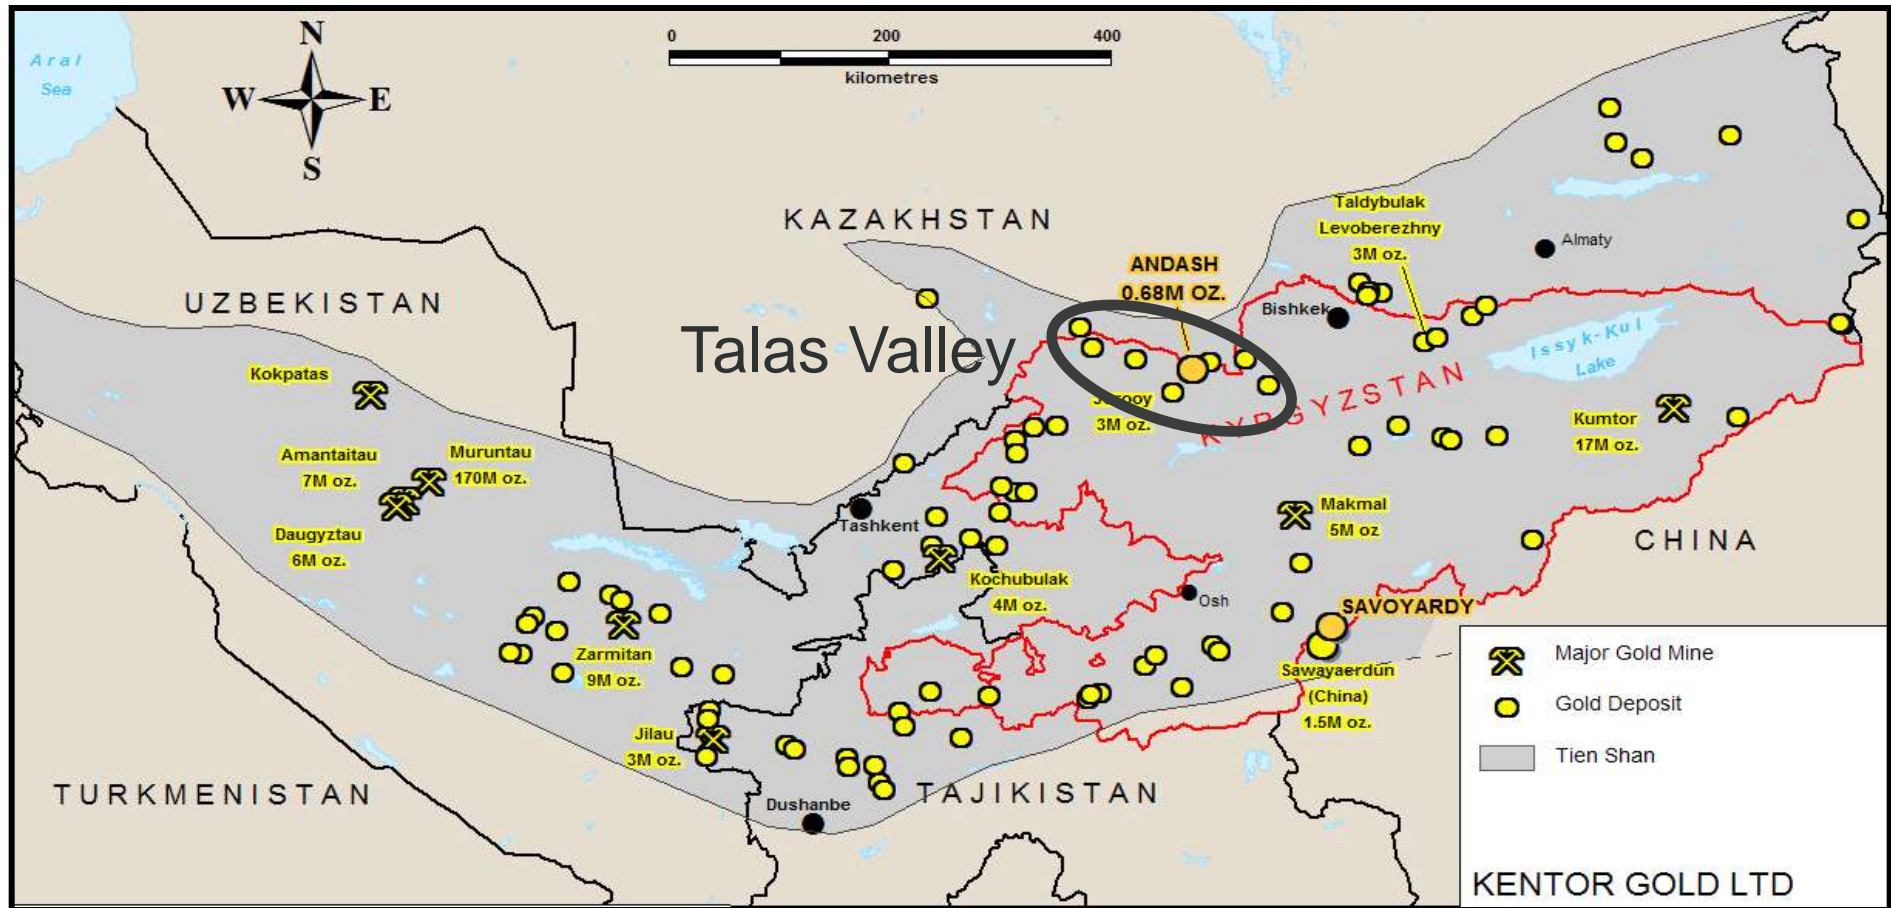 Aral
Sea
N
W
E
S
0 200 400
kilometres
KAZAKHSTAN
UZBEKISTAN
Taldybulak
Levoberezhny
3M oz.
Almaty
ANDASH
0.68M OZ.
Bishkek
Talas Valley
Issyk-Kul
Lake
KYRGYZSTAN
3M oz.
Kokpatas
Kumtor
17M oz.
Amantaitau
7M oz.
Muruntau
170M oz.
Daugyztau
6M oz.
Tashkent
Makmal
5M oz
CHINA
Kochubulak
4M oz.
Osh
SAVOYARDY
Zarmitan
9M oz.
Sawayaerdun
(China)
1.5M oz.
Jilau
3M oz.
TURKMENISTAN
Dushanbe
TAJIKISTAN
Major Gold Mine
Gold Deposit
Tien Shan
KENTOR GOLD LTD